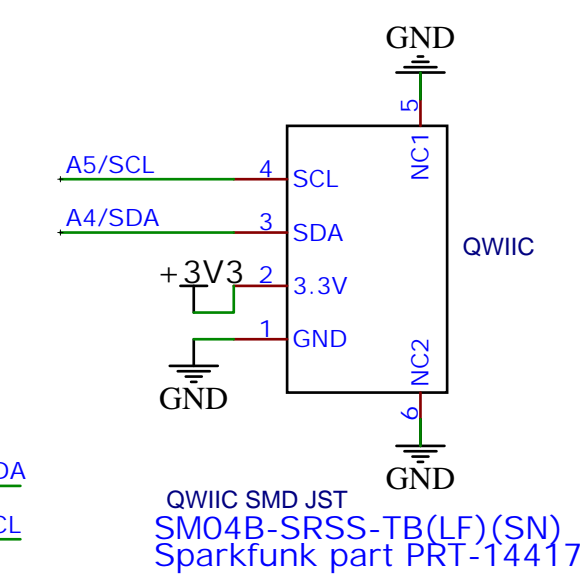 GND
5
NC1
A5/SCL
4
SCL
A4/SDA
3
SDA
QWIIC
+3V3
2
3.3V
1
GND
NC2
GND
6
GND
DA
CL
QWIIC SMD JST
SM04B-SRSS-TB(LF)(SN)
Sparkfunk part PRT-14417